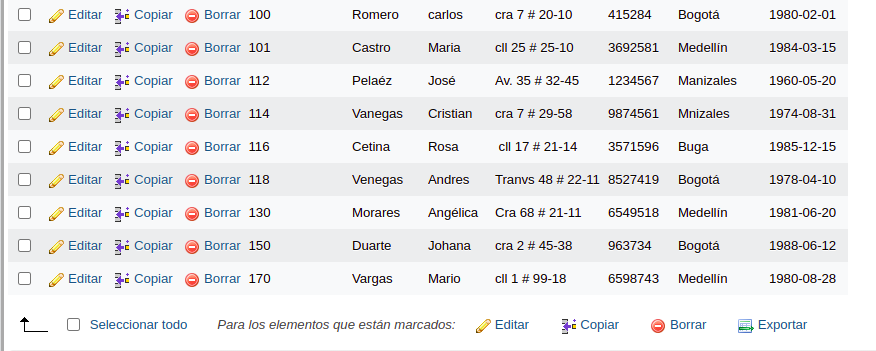 Editar Copiar Borrar 100 Romero carlos cra 7 # 20-10 415284 Bogotá 1980-02-01
Editar Copiar Borrar 101 Castro Maria cll 25 # 25-10 3692581 Medellín 1984-03-15
Editar Copiar Borrar 112 Pelaéz José Av. 35 # 32-45 1234567 Manizales 1960-05-20
Editar Copiar Borrar 114 Vanegas Cristian cra 7 # 29-58 9874561 Mnizales 1974-08-31
Editar Copiar Borrar 116 Cetina Rosa cll 17 # 21-14 3571596 Buga 1985-12-15
Editar Copiar Borrar 118 Venegas Andres Tranvs 48 # 22-11 8527419 Bogotá 1978-04-10
Editar Copiar Borrar 130 Morares Angélica Cra 68 # 21-11 6549518 Medellín 1981-06-20
Editar Copiar Borrar 150 Duarte Johana cra 2 # 45-38 963734 Bogotá 1988-06-12
Editar Copiar Borrar 170 Vargas Mario cll 1 # 99-18 6598743 Medellín 1980-08-28
Seleccionar todo Para los elementos que están marcados: Editar Copiar Borrar Exportar